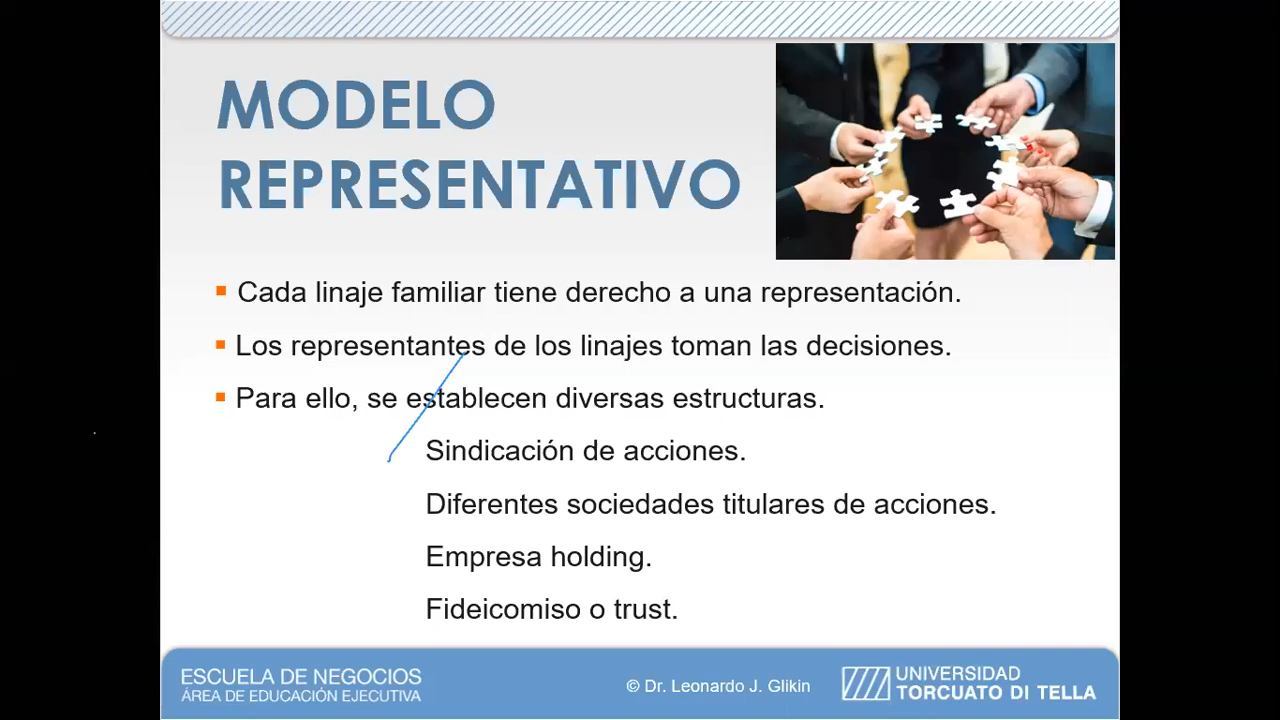 MODELO
REPRESENTATIVO
Cada linaje familiar tiene derecho a una representación.
Los representantes de los linajes toman las decisiones.
Para ello, se establecen diversas estructuras.
Sindicación de acciones.
Diferentes sociedades titulares de acciones.
Empresa holding.
Fideicomiso o trust.
ESCUELA DE NEGOCIOS
ÁREA DE EDUCACIÓN EJECUTIVA
© Dr. Leonardo J. Glikin
UNIVERSIDAD
TORCUATO DI TELLA